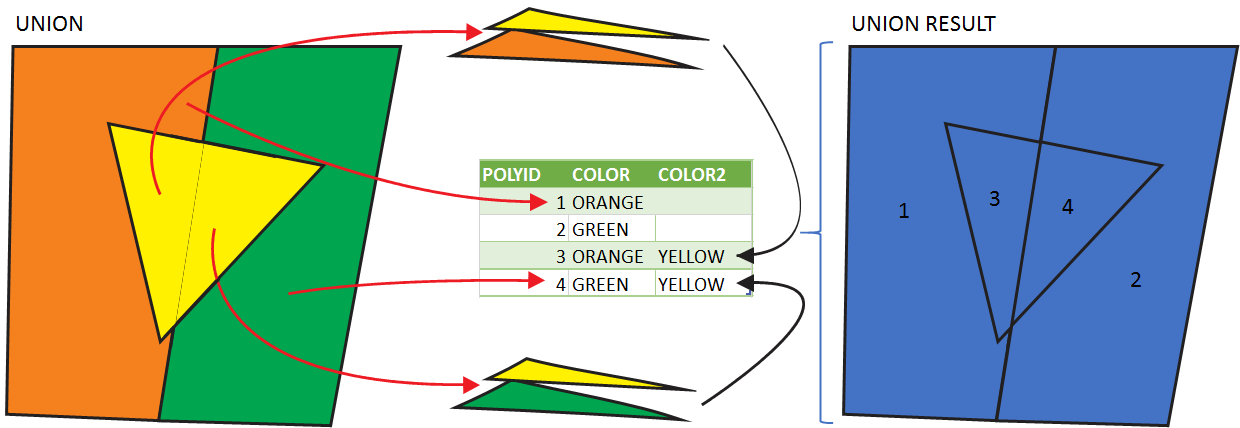 UNION
UNION RESULT
POLYID COLOR COLOR2
1 ORANGE
2 GREEN
3 ORANGE YELLOW
4 GREEN YELLOW
1
3
4
2